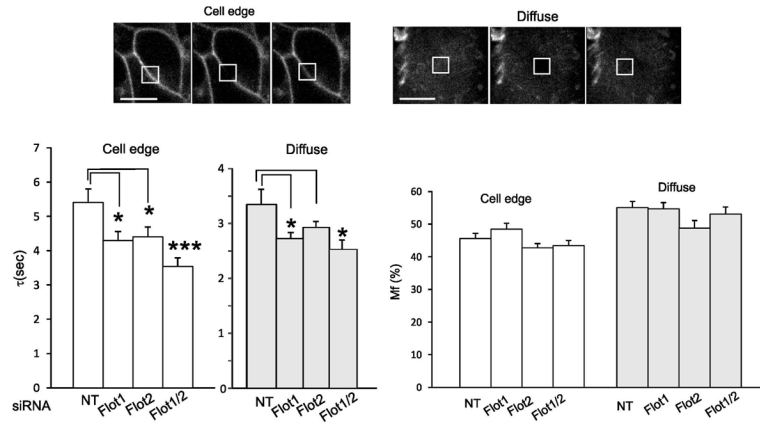 Cell edge
Diffuse
Cell edge
7
6
5
4
3
2
1
0
τ(sec)
*
*
***
siRNA
NT
Flot1
Flot2
Flot1/2
Diffuse
4
3
2
1
0
*
*
NT
Flot1
Flot2
Flot1/2
Cell edge
Diffuse
60
50
40
30
20
10
0
Mf (%)
NT
Flot1
Flot2
Flot1/2
NT
Flot1
Flot2
Flot1/2